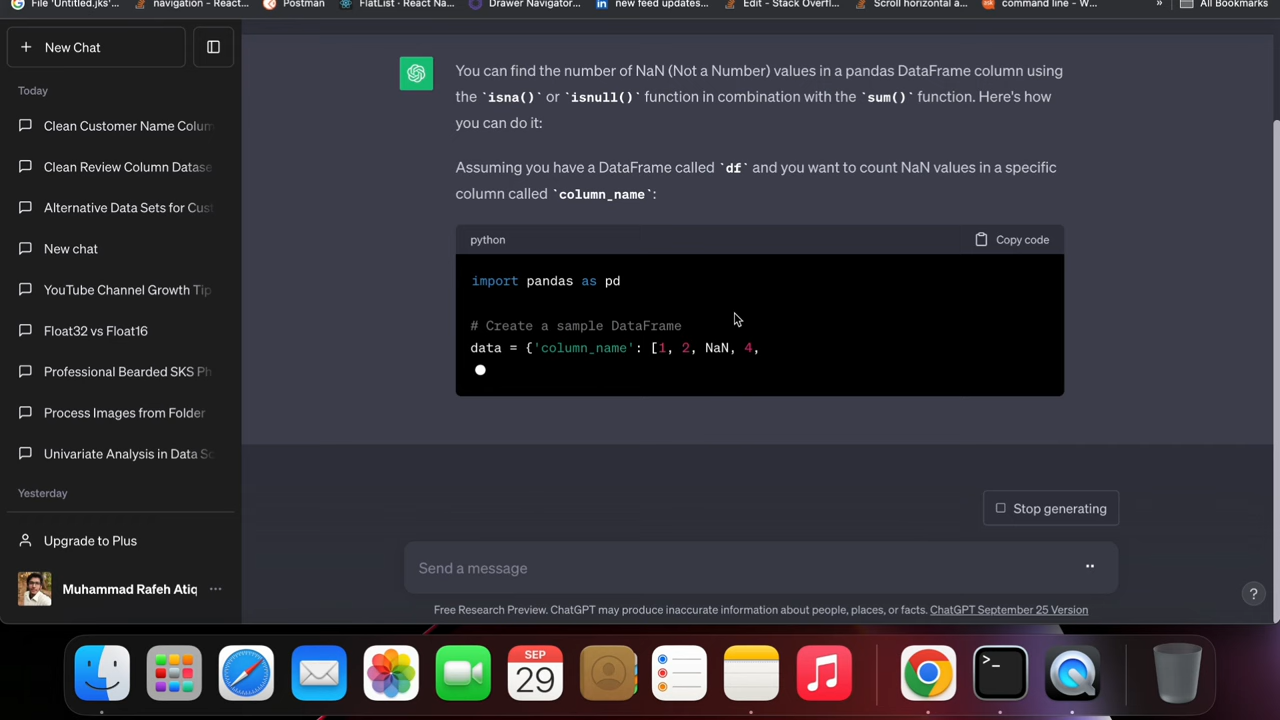 File 'Untitled.jks'...
navigation - React...
Postman
FlatList · React Na...
Drawer Navigator...
new feed updates...
Edit - Stack Overfl...
Scroll horizontal a...
command line - W...
»
All Bookmarks
+ New Chat
Today
Clean Customer Name Colum
Clean Review Column Datase
Alternative Data Sets for Cust
New chat
YouTube Channel Growth Tip
Float32 vs Float16
Professional Bearded SKS Ph
Process Images from Folder
Univariate Analysis in Data Sc
Yesterday
Upgrade to Plus
Muhammad Rafeh Atiq ...
You can find the number of NaN (Not a Number) values in a pandas DataFrame column using
the `isna()` or `isnull()` function in combination with the `sum()` function. Here's how
you can do it:
Assuming you have a DataFrame called `df` and you want to count NaN values in a specific
column called `column_name`:
python
Copy code
import pandas as pd
# Create a sample DataFrame
data = {'column_name': [1, 2, NaN, 4,
Stop generating
Send a message
Free Research Preview. ChatGPT may produce inaccurate information about people, places, or facts. ChatGPT September 25 Version
?
SEP
29
>_